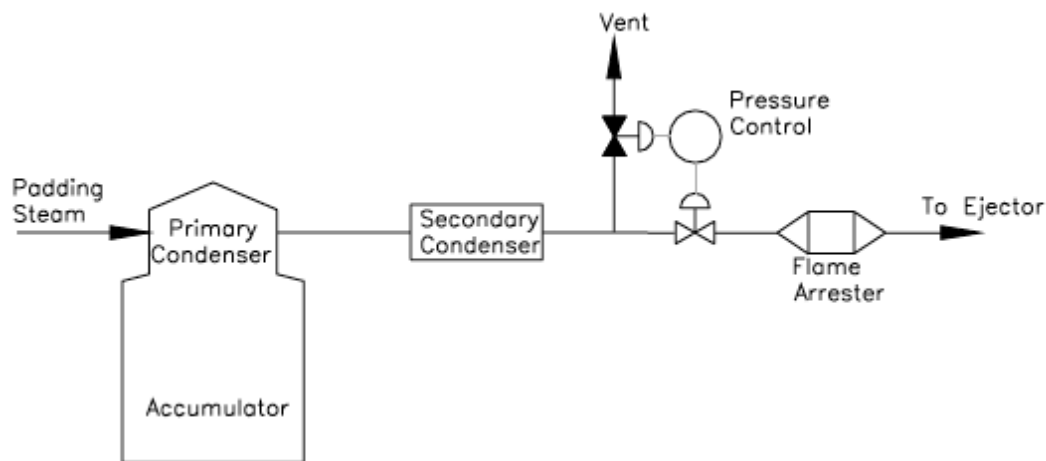 Vent
Pressure
Control
Padding
Steam
Primary
Condenser
Secondary
Condenser
To Ejector
Flame
Arrester
Accumulator